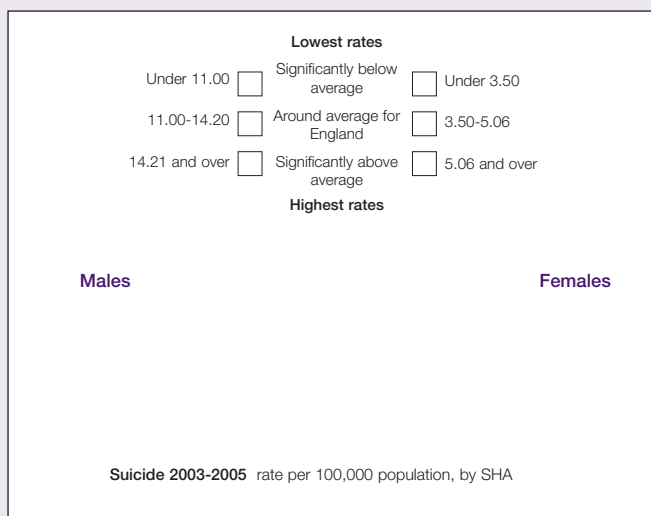 Lowest rates
Under 11.00 Significantly below average Under 3.50
11.00-14.20 Around average for England 3.50-5.06
14.21 and over Significantly above average 5.06 and over
Highest rates
Males Females
Suicide 2003-2005 rate per 100,000 population, by SHA